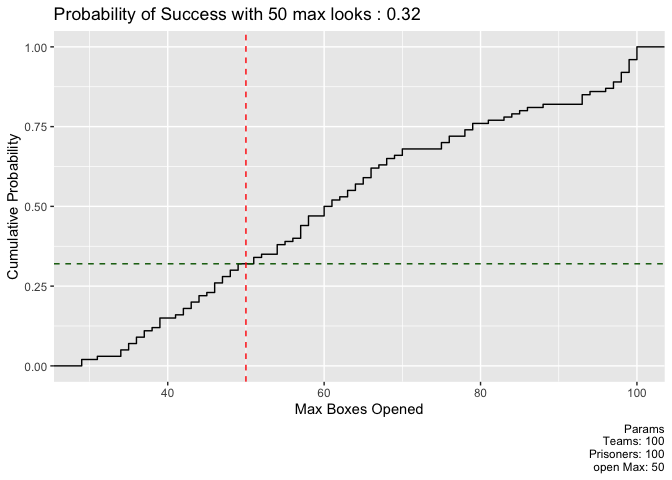 Probability of Success with 50 max looks : 0.32
Cumulative Probability
1.00
0.75
0.50
0.25
0.00
40
60
80
100
Max Boxes Opened
Params
Teams: 100
Prisoners: 100
open Max: 50